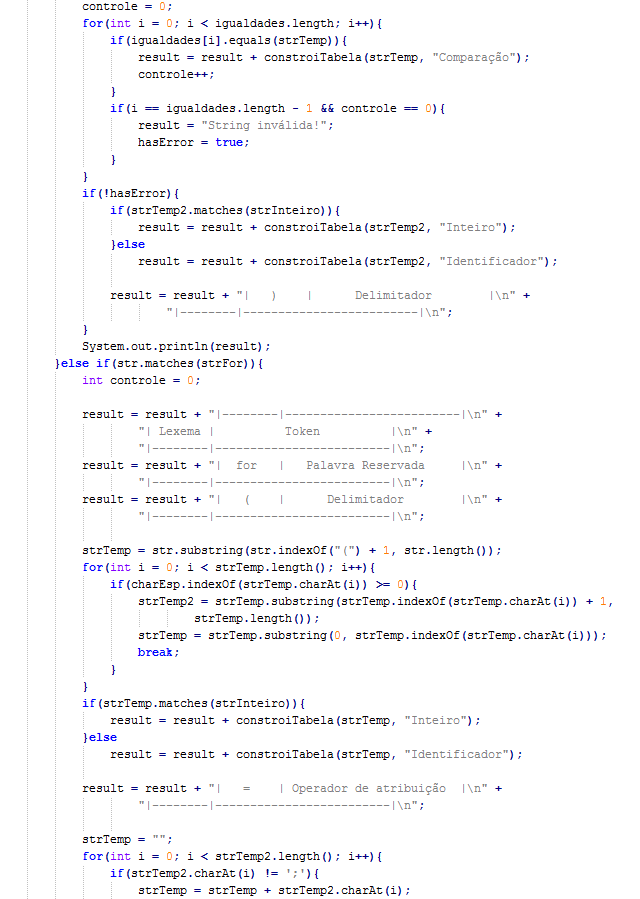 controle = 0;
for(int i = 0; i < igualdades.length; i++){
if(igualdades[i].equals(strTemp)){
result = result + constroiTabela(strTemp, "Comparação");
controle++;
}
if(i == igualdades.length - 1 && controle == 0){
result = "String inválida!";
hasError = true;
}
}
if(!hasError){
if(strTemp2.matches(strInteiro)){
result = result + constroiTabela(strTemp2, "Inteiro");
}else
result = result + constroiTabela(strTemp2, "Identificador");
result = result + "|   )    |      Delimitador        |\n" +
"|--------|-------------------------|\n";
}
System.out.println(result);
}else if(str.matches(strFor)){
int controle = 0;
result = result + "|--------|-------------------------|\n" +
"| Lexema |          Token          |\n" +
"|--------|-------------------------|\n";
result = result + "|  for   |   Palavra Reservada     |\n" +
"|--------|-------------------------|\n";
result = result + "|   (    |      Delimitador        |\n" +
"|--------|-------------------------|\n";
strTemp = str.substring(str.indexOf("(") + 1, str.length());
for(int i = 0; i < strTemp.length(); i++){
if(charEsp.indexOf(strTemp.charAt(i)) >= 0){
strTemp2 = strTemp.substring(strTemp.indexOf(strTemp.charAt(i)) + 1,
strTemp.length());
strTemp = strTemp.substring(0, strTemp.indexOf(strTemp.charAt(i)));
break;
}
}
if(strTemp.matches(strInteiro)){
result = result + constroiTabela(strTemp, "Inteiro");
}else
result = result + constroiTabela(strTemp, "Identificador");
result = result + "|   =    | Operador de atribuição  |\n" +
"|--------|-------------------------|\n";
strTemp = "";
for(int i = 0; i < strTemp2.length(); i++){
if(strTemp2.charAt(i) != ';'){
strTemp = strTemp + strTemp2.charAt(i);